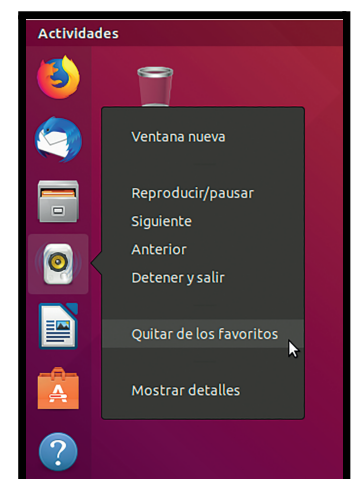 Actividades
Ventana nueva
Reproducir/pausar
Siguiente
Anterior
Detener y salir
Quitar de los favoritos
Mostrar detalles